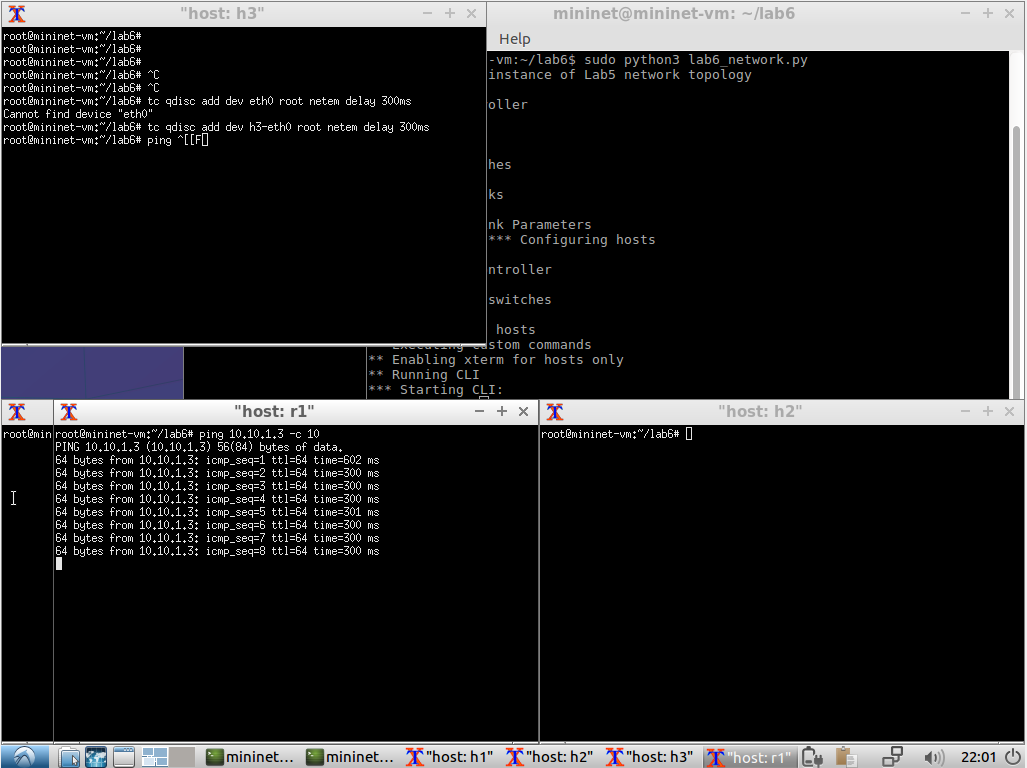 "host: h3"
root@mininet-vm:~/lab6#
root@mininet-vm:~/lab6#
root@mininet-vm:~/lab6#
root@mininet-vm:~/lab6# ^C
root@mininet-vm:~/lab6# ^C
root@mininet-vm:~/lab6# tc qdisc add dev eth0 root netem delay 300ms
Cannot find device "eth0"
root@mininet-vm:~/lab6# tc qdisc add dev h3-eth0 root netem delay 300ms
root@mininet-vm:~/lab6# ping ^[[F
mininet@mininet-vm: ~/lab6
Help
-vm:~/lab6$ sudo python3 lab6_network.py
instance of Lab5 network topology
oller
hes
ks
nk Parameters
*** Configuring hosts
ntroller
switches
hosts
Executing custom commands
** Enabling xterm for hosts only
** Running CLI
*** Starting CLI:
root@min
"host: r1"
root@mininet-vm:~/lab6# ping 10.10.1.3 -c 10
PING 10.10.1.3 (10.10.1.3) 56(84) bytes of data.
64 bytes from 10.10.1.3: icmp_seq=1 ttl=64 time=602 ms
64 bytes from 10.10.1.3: icmp_seq=2 ttl=64 time=300 ms
64 bytes from 10.10.1.3: icmp_seq=3 ttl=64 time=300 ms
64 bytes from 10.10.1.3: icmp_seq=4 ttl=64 time=300 ms
64 bytes from 10.10.1.3: icmp_seq=5 ttl=64 time=301 ms
64 bytes from 10.10.1.3: icmp_seq=6 ttl=64 time=300 ms
64 bytes from 10.10.1.3: icmp_seq=7 ttl=64 time=300 ms
64 bytes from 10.10.1.3: icmp_seq=8 ttl=64 time=300 ms
"host: h2"
root@mininet-vm:~/lab6#
mininet... mininet... "host: h1" "host: h2" "host: h3" "host: r1" 22:01